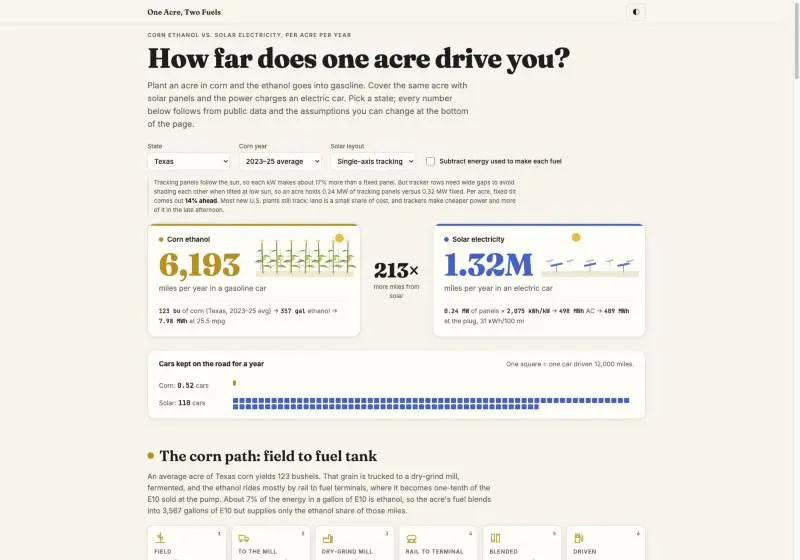 One Acre, Two Fuels
CORN ETHANOL VS. SOLAR ELECTRICITY, PER ACRE PER YEAR
How far does one acre drive you?
Plant an acre in corn and the ethanol goes into gasoline. Cover the same acre with
solar panels and the power charges an electric car. Pick a state; every number
below follows from public data and the assumptions you can change at the bottom
of the page.
State
Corn year
Solar layout
Texas
2023–25 average
Single-axis tracking
Subtract energy used to make each fuel
Tracking panels follow the sun, so each kW makes about 17% more than a fixed panel. But tracker rows need wide gaps to avoid
shading each other when tilted at low sun, so an acre holds 0.24 MW of tracking panels versus 0.32 MW fixed. Per acre, fixed tilt
comes out 14% ahead. Most new U.S. plants still track: land is a small share of cost, and trackers make cheaper power and more
of it in the late afternoon.
Corn ethanol
6,193
miles per year in a gasoline car
123 bu of corn (Texas, 2023–25 avg) → 357 gal ethanol →
7.98 MWh at 25.5 mpg
213×
more miles from
solar
Solar electricity
1.32M
miles per year in an electric car
0.24 MW of panels × 2,075 kWh/kW → 498 MWh AC → 409 MWh
at the plug, 31 kWh/100 mi
Cars kept on the road for a year
One square = one car driven 12,000 miles.
Corn: 0.52 cars
Solar: 110 cars
The corn path: field to fuel tank
An average acre of Texas corn yields 123 bushels. That grain is trucked to a dry-grind mill,
fermented, and the ethanol rides mostly by rail to fuel terminals, where it becomes one-tenth of the
E10 sold at the pump. About 7% of the energy in a gallon of E10 is ethanol, so the acre's fuel blends
into 3,567 gallons of E10 but supplies only the ethanol share of those miles.
1
FIELD
2
TO THE MILL
3
DRY-GRIND MILL
4
RAIL TO TERMINAL
5
BLENDED
6
DRIVEN